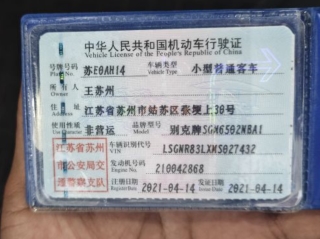 中华人民共和国机动车行驶证
Vehicle License of the People's Republic of China
号牌号码 苏E0AH14 车辆类型 小型普通客车
Plate No. Vehicle Type
所有人 王苏州
Owner
住址 江苏省苏州市姑苏区张堰上30号
Address
使用性质 非营运 品牌型号 别克牌SGM6502NBA1
Use Character Model
江苏省苏州市公安局交通警察支队
车辆识别代号 LSGNR83LXMS027432
VIN
发动机号码 210042868
Engine No.
注册日期 2021-04-14 发证日期 2021-04-14
Register Date Issue Date